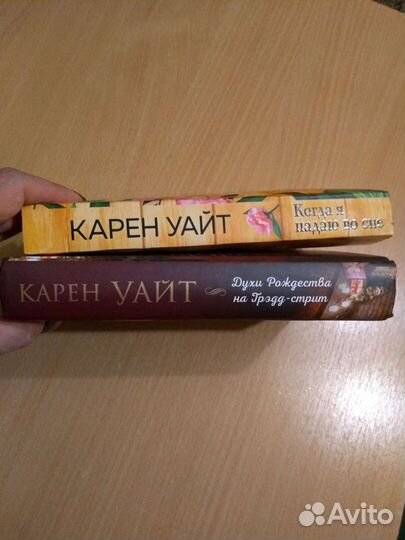 КАРЕН УАЙТ
Когда я
падаю во сне
КАРЕН УАЙТ
Духи Рождества
на Трэдд-стрит
Avito